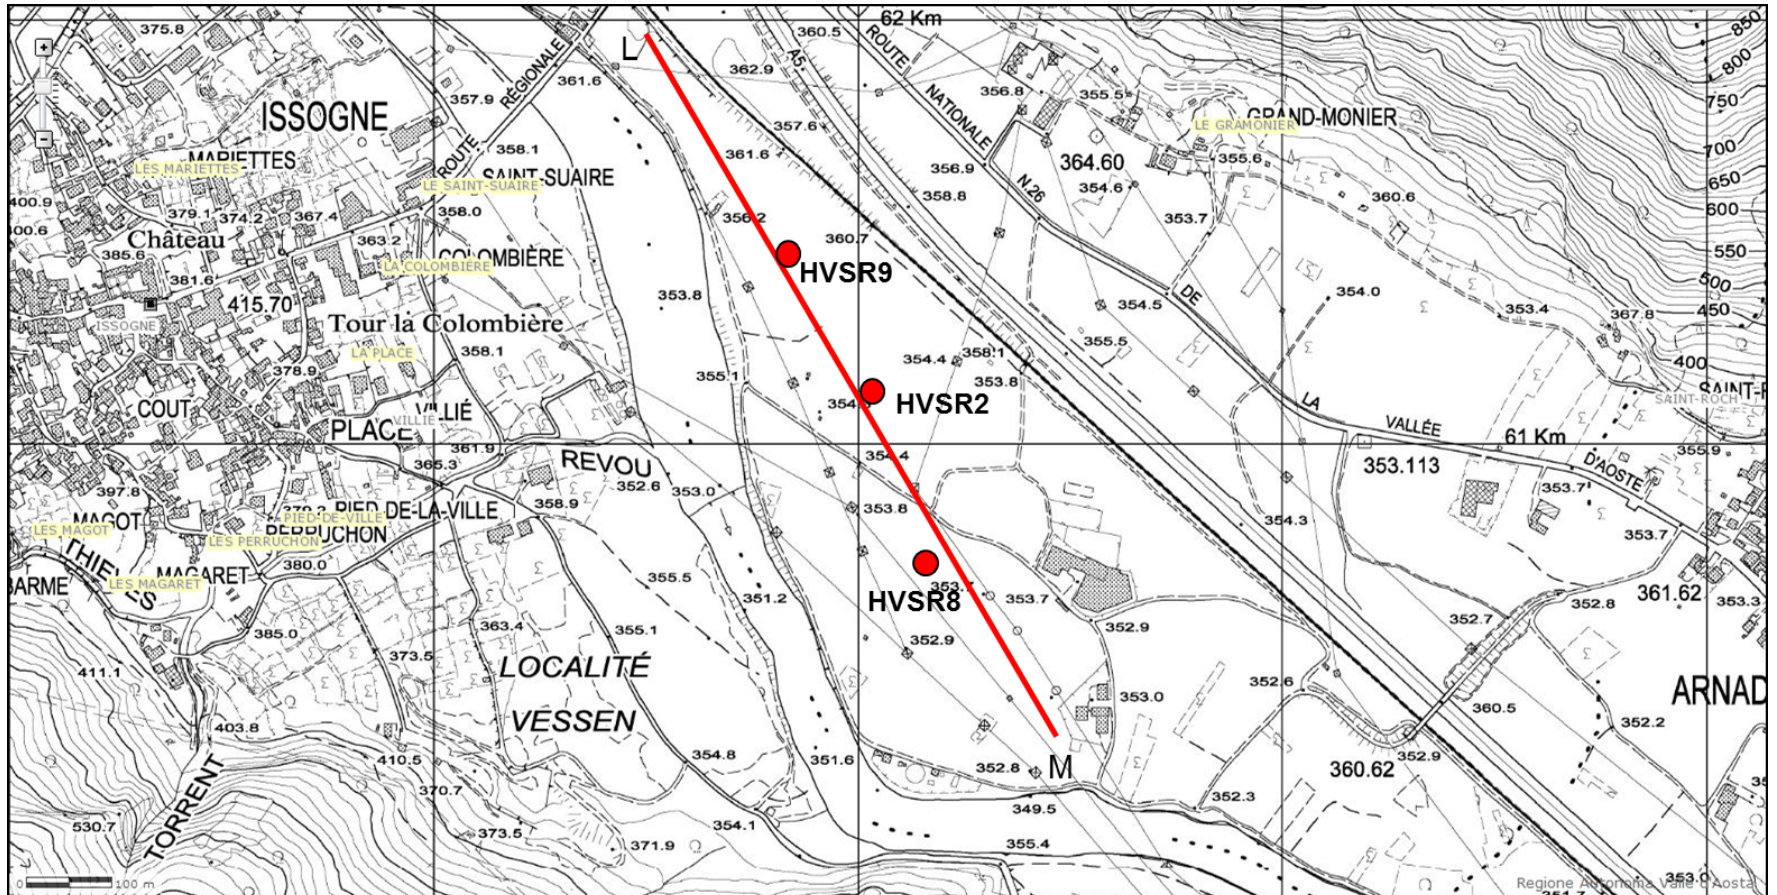 375.8
62 Km
850
360.5
ROUTE
L
RÉGIONALE
361.6
362.9
A5.
800
357.9
NATIONALE
356.8
355.5
750
ISSOGNE
357.6
GRAND-MONIER
LE GRAMONIER
358.1
361.6
364.60
355.6
700
MARIETTES
LES MARIETTES
ROUTE
SAINT-SUAIRE
LE SAINT-SUAIRE
356.9
N.26
354.6
650
400.9
379.1
374.2
367.4
358.0
356.2
358.8
353.7
360.6
600
400.6
Château
363.2
360.7
385.6
COLOMBIÈRE
LA COLOMBIÈRE
HVSR9
550
381.6
415.70
353.8
354.5
DE
354.0
500
ISSOGNE
Tour la Colombière
353.4
367.8
450
LA PLACE
358.1
354.4
358.1
355.5
378.9
355.1
353.8
400
COUT
VILLIÉ
VILLIE
354.
HVSR2
LA
SAINT-ROCH
PLACE
VALLÉE
61 Km
361.9
REVOU
354.4
353.113
D'AOSTE
355.9
365.3
352.6
353.0
397.8
353.7
MAGOT
LES MAGOT
PIED-DE-LA-VILLE
PIED-DE-VILLE
358.9
353.8
354.3
353.7
LES PERRUCHON
THIEL
380.0
BARME
MAGARET
LES MAGARET
355.5
353.7
361.62
351.2
HVSR8
353.7
352.8
353.3
385.0
363.4
355.1
352.9
352.7
352.9
373.5
411.1
LOCALITÉ
352.6
353.0
ARNAD
360.5
403.8
VESSEN
352.2
410.5
354.8
351.6
352.8
M
360.62
352.9
370.7
349.5
352.3
TORRENT
530.7
373.5
354.1
371.9
355.4
0 100 m
353.0
Regione Autonoma Valle d'Aosta